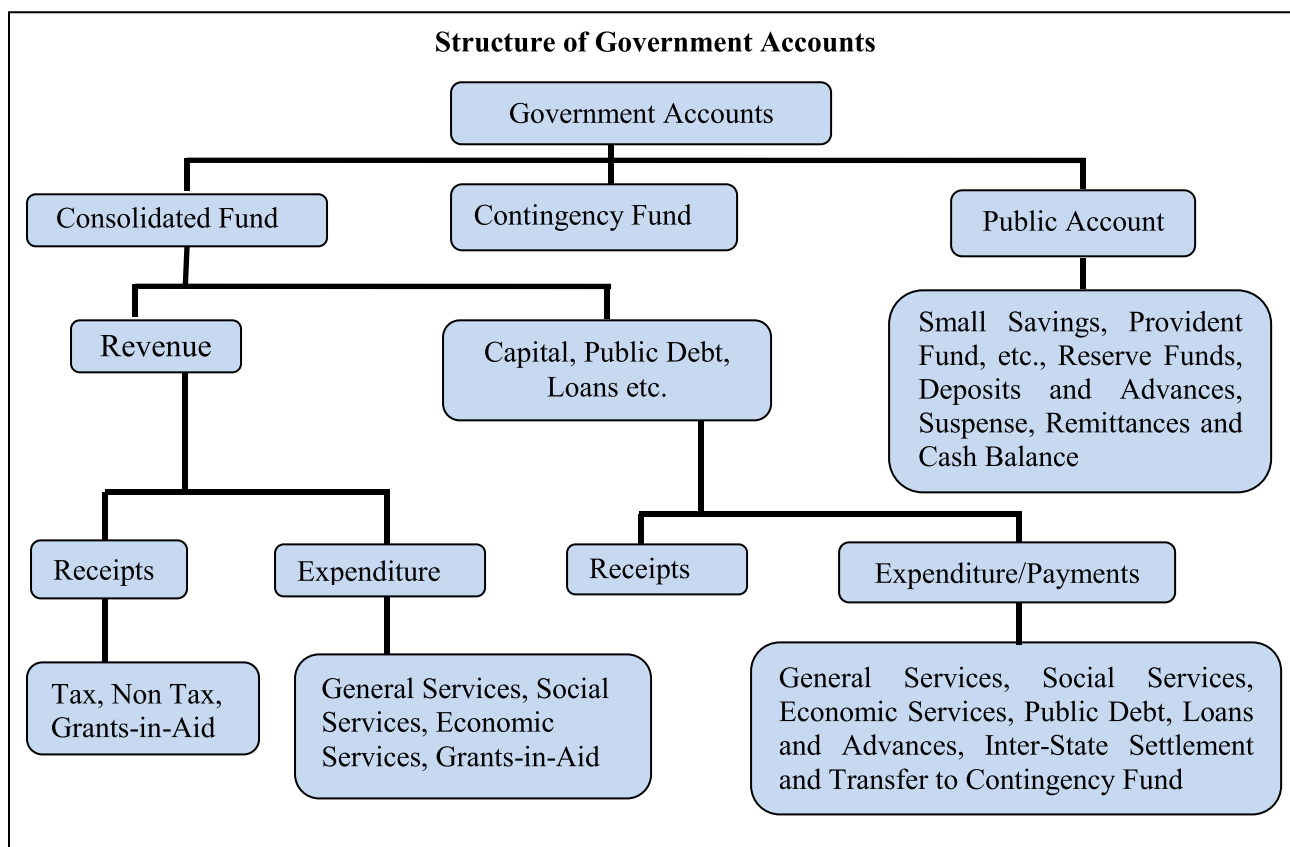 Structure of Government Accounts
Government Accounts
Consolidated Fund
Contingency Fund
Public Account
Revenue
Capital, Public Debt,
Loans etc.
Small Savings, Provident
Fund, etc., Reserve Funds,
Deposits and Advances,
Suspense, Remittances and
Cash Balance
Receipts
Expenditure
Receipts
Expenditure/Payments
Tax, Non Tax,
Grants-in-Aid
General Services, Social
Services, Economic
Services, Grants-in-Aid
General Services, Social Services,
Economic Services, Public Debt, Loans
and Advances, Inter-State Settlement
and Transfer to Contingency Fund